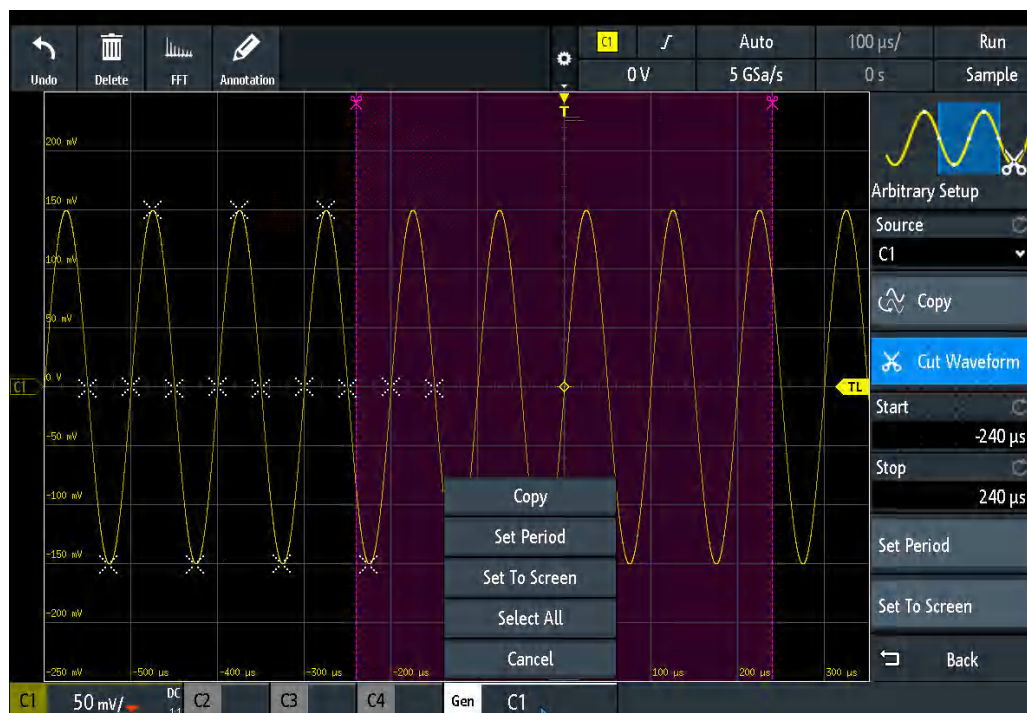 C1 Auto 100 µs/ Run
Undo Delete FFT Annotation
0 V 5 GSa/s 0 s Sample
T
200 mV
150 mV
100 mV
50 mV
C1 0 V TL
-50 mV
-100 mV
-150 mV
-200 mV
-250 mV -500 µs -400 µs -300 µs -200 µs 100 µs 200 µs 300 µs
Copy
Set Period
Set To Screen
Select All
Cancel
Arbitrary Setup
Source
C1
Copy
Cut Waveform
Start
-240 µs
Stop
240 µs
Set Period
Set To Screen
Back
C1 50 mV/ DC 1:1 C2 C3 C4 Gen C1